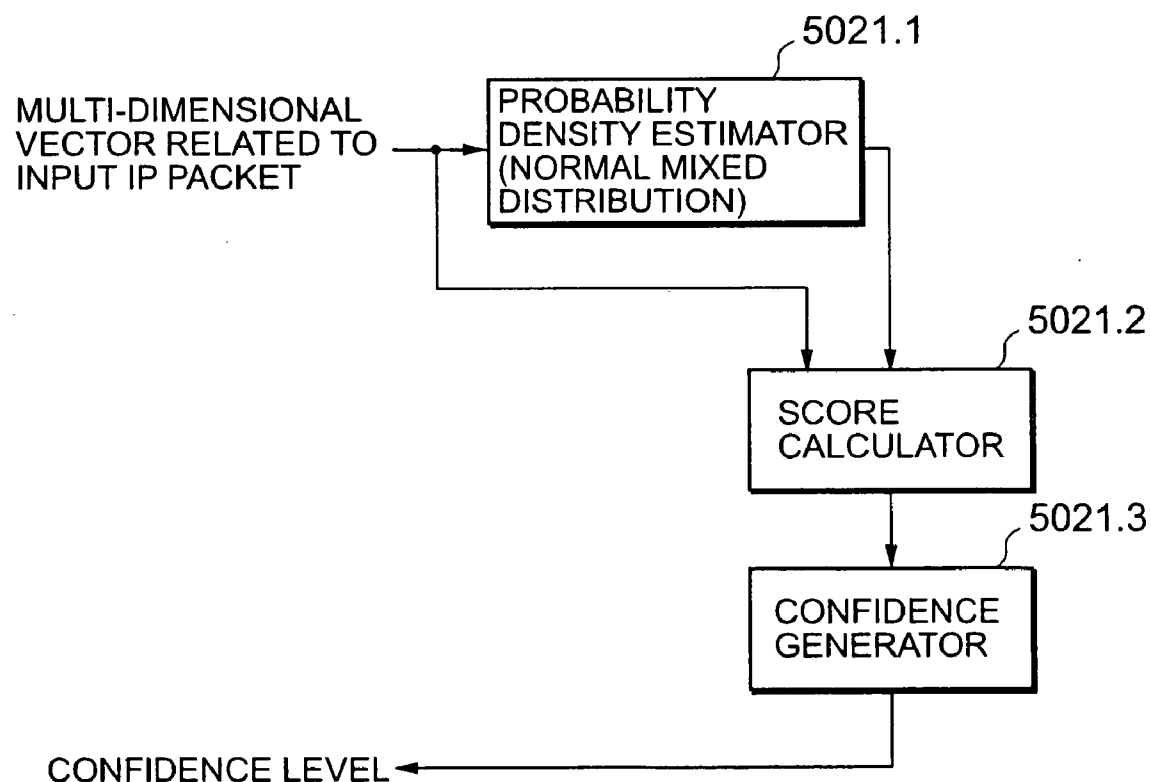 5021.1
MULTI-DIMENSIONAL
VECTOR RELATED TO
INPUT IP PACKET
PROBABILITY
DENSITY ESTIMATOR
(NORMAL MIXED
DISTRIBUTION)
5021.2
SCORE
CALCULATOR
5021.3
CONFIDENCE
GENERATOR
CONFIDENCE LEVEL